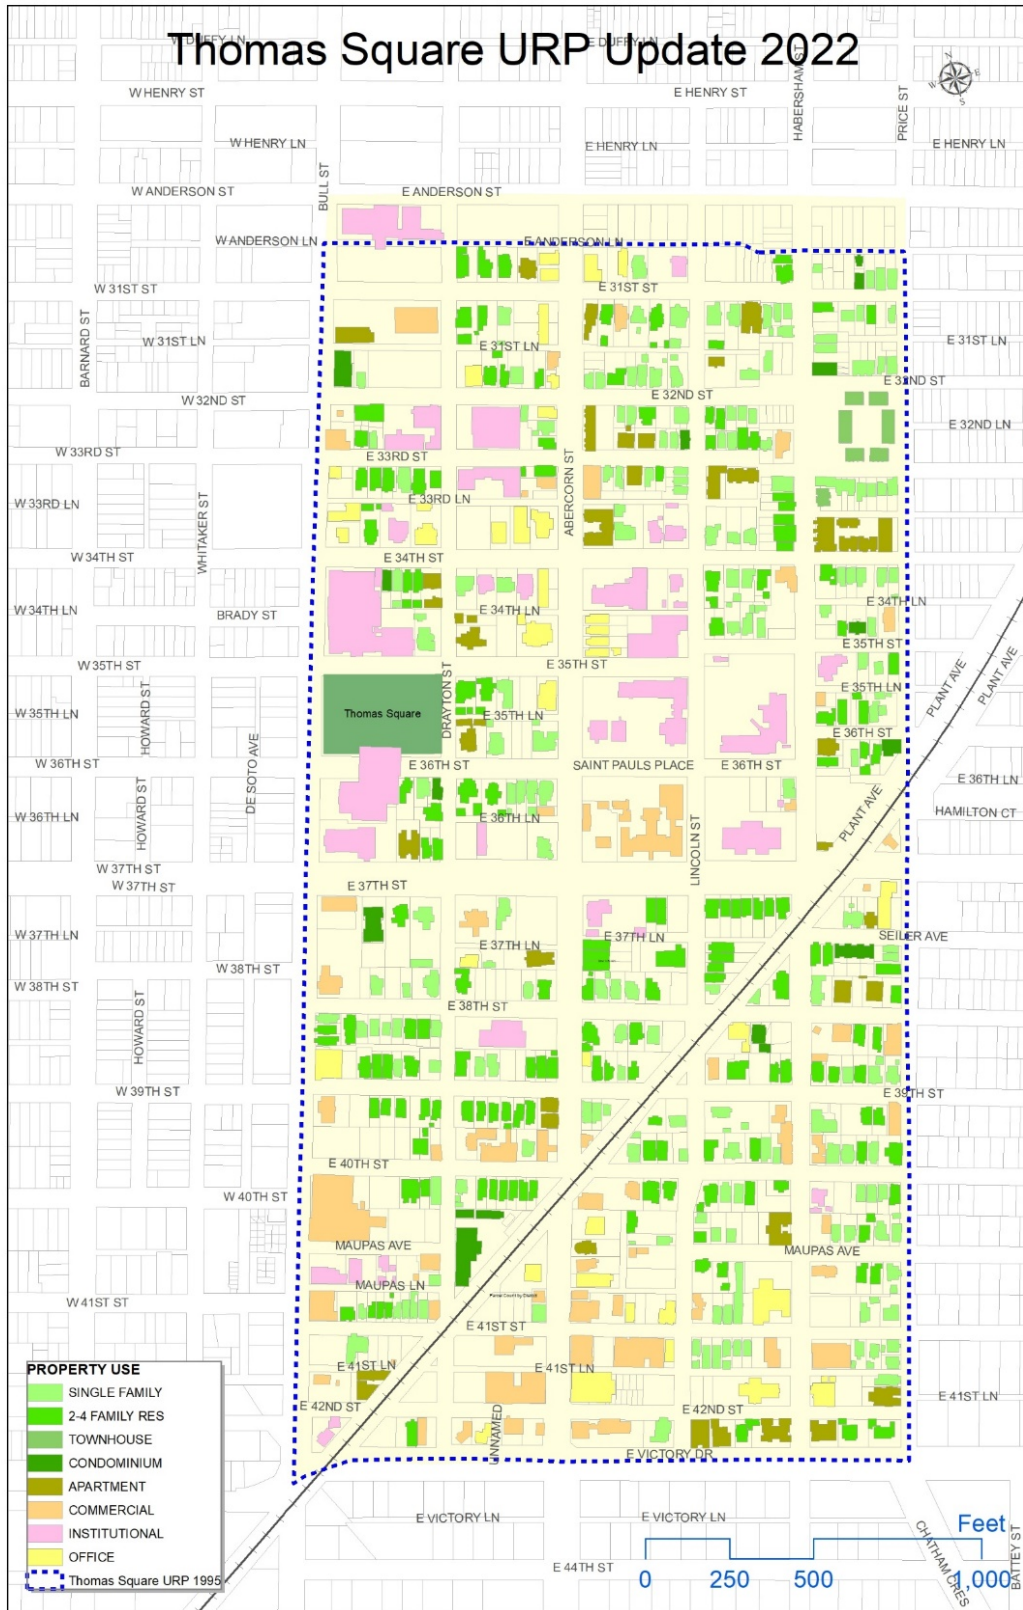 Thomas Square URP Update 2022
W DUFFY LN
E DUFFY LN
HABERSHAM ST
PRICE ST
N
W
E
S
W HENRY ST
E HENRY ST
W HENRY LN
E HENRY LN
E HENRY LN
BULL ST
W ANDERSON ST
E ANDERSON ST
W ANDERSON LN
E ANDERSON LN
W 31ST ST
E 31ST ST
BARNARD ST
W 31ST LN
E 31ST LN
E 31ST LN
E 32ND ST
W 32ND ST
E 32ND ST
E 32ND LN
W 33RD ST
E 33RD ST
ABERCORN ST
W 33RD LN
E 33RD LN
WHITAKER ST
W 34TH ST
E 34TH ST
W 34TH LN
BRADY ST
E 34TH LN
E 34TH LN
E 35TH ST
W 35TH ST
E 35TH ST
PLANT AVE
PLANT AVE
DRAYTON ST
E 35TH LN
HOWARD ST
W 35TH LN
Thomas Square
E 35TH LN
E 36TH ST
DE SOTO AVE
W 36TH ST
E 36TH ST
SAINT PAULS PLACE
E 36TH ST
E 36TH LN
HOWARD ST
W 36TH LN
E 36TH LN
PLANT AVE
HAMILTON CT
LINCOLN ST
W 37TH ST
W 37TH ST
E 37TH ST
W 37TH LN
E 37TH LN
E 37TH LN
SEILER AVE
W 38TH ST
W 38TH ST
E 38TH ST
HOWARD ST
W 39TH ST
E 39TH ST
E 40TH ST
W 40TH ST
MAUPAS AVE
MAUPAS AVE
MAUPAS LN
W 41ST ST
E 41ST ST
E 41ST LN
E 41ST LN
E 42ND ST
E 42ND ST
E 41ST LN
UNNAMED
E VICTORY DR
PROPERTY USE
SINGLE FAMILY
2-4 FAMILY RES
TOWNHOUSE
CONDOMINIUM
APARTMENT
COMMERCIAL
INSTITUTIONAL
OFFICE
Thomas Square URP 1995
E VICTORY LN
E VICTORY LN
E 44TH ST
CHATHAM CRES
BATTEY ST
Feet
0
250
500
1,000